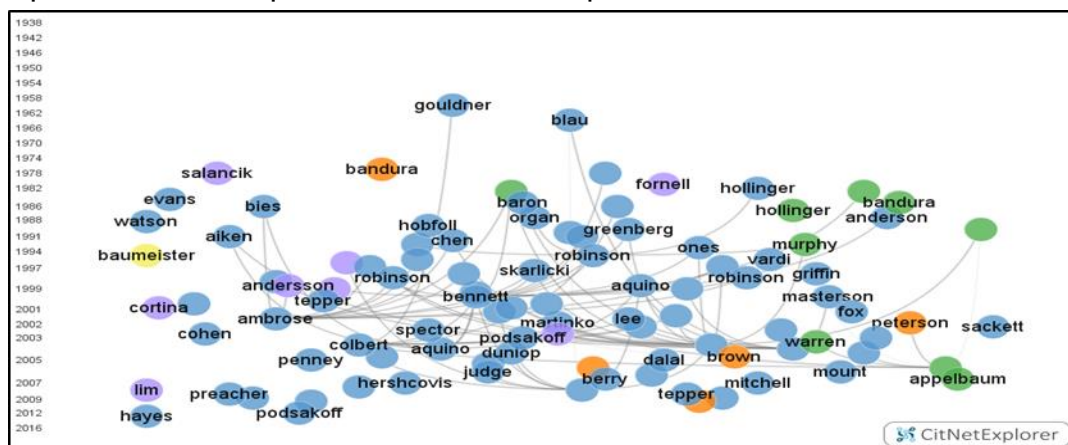 1938
1942
1946
1950
1954
1958
gouldner
1962
blau
1966
1970
1974
bandura
1978
salancik
fornell
1982
evans
baron
hollinger
bandura
1986
bies
organ
hollinger
anderson
1988
watson
hobfoll
greenberg
1991
aiken
chen
murphy
1994
baumeister
robinson
ones
vardi
1997
andersson
robinson
skarlicki
robinson
griffin
1999
tepper
bennett
aquino
masterson
2001
cortina
ambrose
martinko
lee
fox
2002
peterson
sackett
2003
cohen
spector
podsakoff
warren
colbert
aquino
dunlop
2005
penney
judge
dalal
brown
mount
appelbaum
2007
lim
hershcovis
berry
mitchell
2009
preacher
tepper
2012
hayes
podsakoff
2016
CitNetExplorer